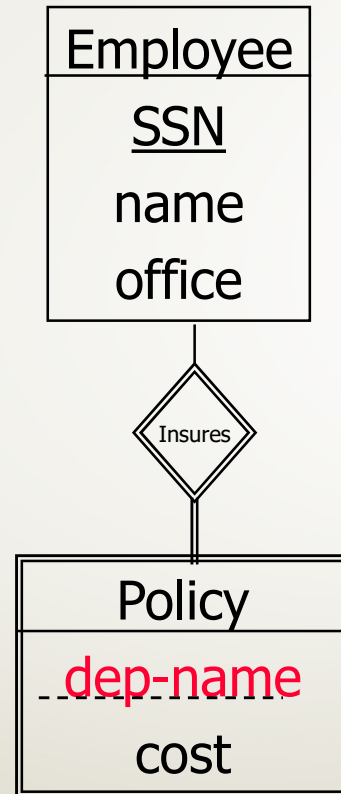 Employee
SSN
name
office
Insures
Policy
dep-name
cost